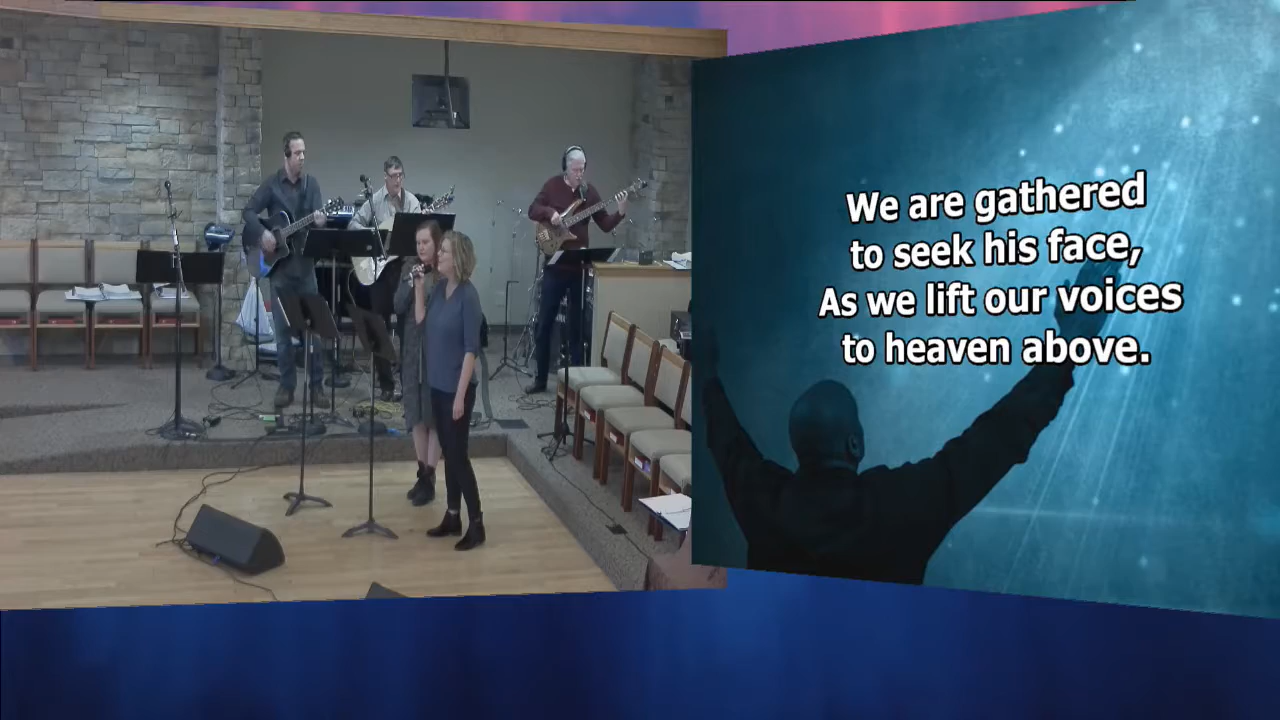 We are gathered
to seek his face,
As we lift our voices
to heaven above.